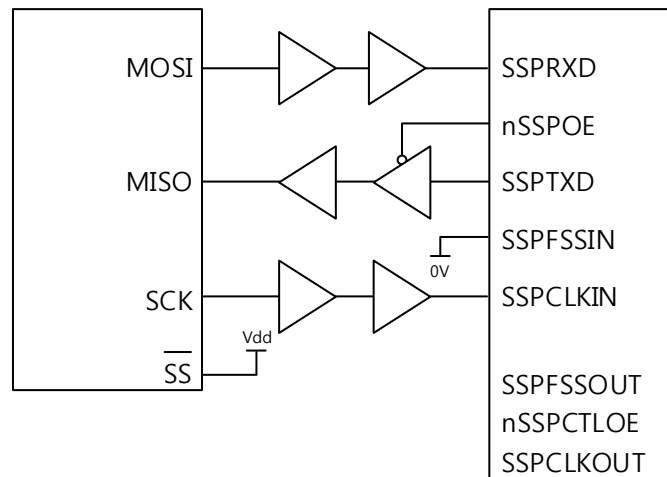 MOSI
SSPRXD
nSSPOE
MISO
SSPTXD
SSPFSSIN
0V
SCK
SSPCLKIN
Vdd
SS
SSPFSSOUT
nSSPCTLOE
SSPCLKOUT